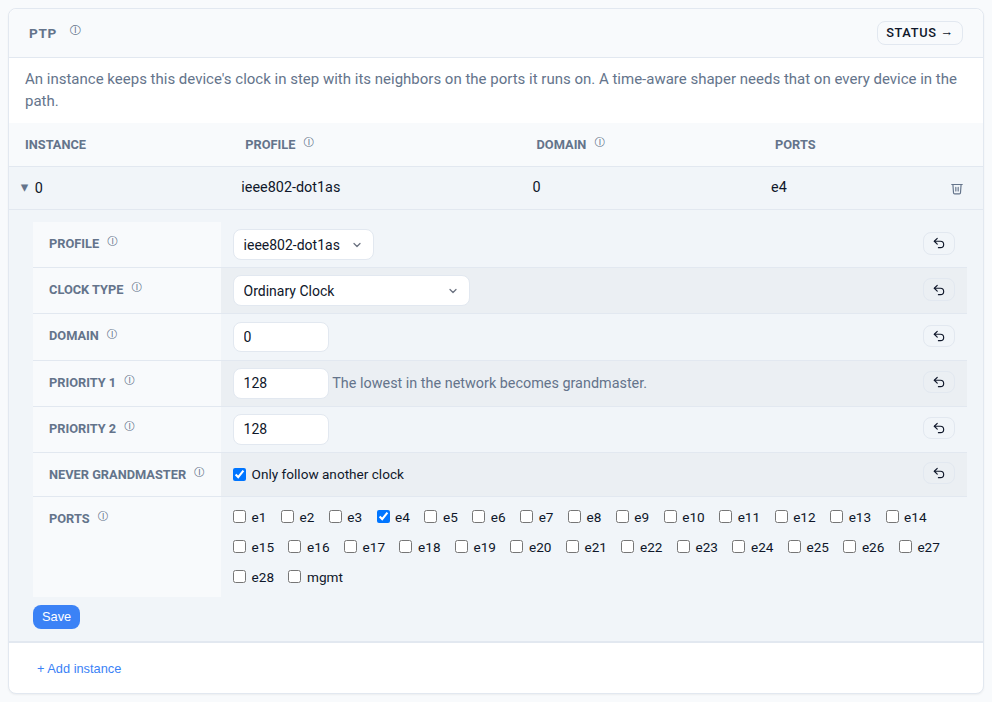 PTP ⓘ
STATUS →
An instance keeps this device's clock in step with its neighbors on the ports it runs on. A time-aware shaper needs that on every device in the
path.
INSTANCE PROFILE ⓘ DOMAIN ⓘ PORTS
▼ 0 ieee802-dot1as 0 e4
PROFILE ⓘ ieee802-dot1as
CLOCK TYPE ⓘ Ordinary Clock
DOMAIN ⓘ 0
PRIORITY 1 ⓘ 128 The lowest in the network becomes grandmaster.
PRIORITY 2 ⓘ 128
NEVER GRANDMASTER ⓘ Only follow another clock
PORTS ⓘ e1 e2 e3 e4 e5 e6 e7 e8 e9 e10 e11 e12 e13 e14
e15 e16 e17 e18 e19 e20 e21 e22 e23 e24 e25 e26 e27
e28 mgmt
Save
+ Add instance